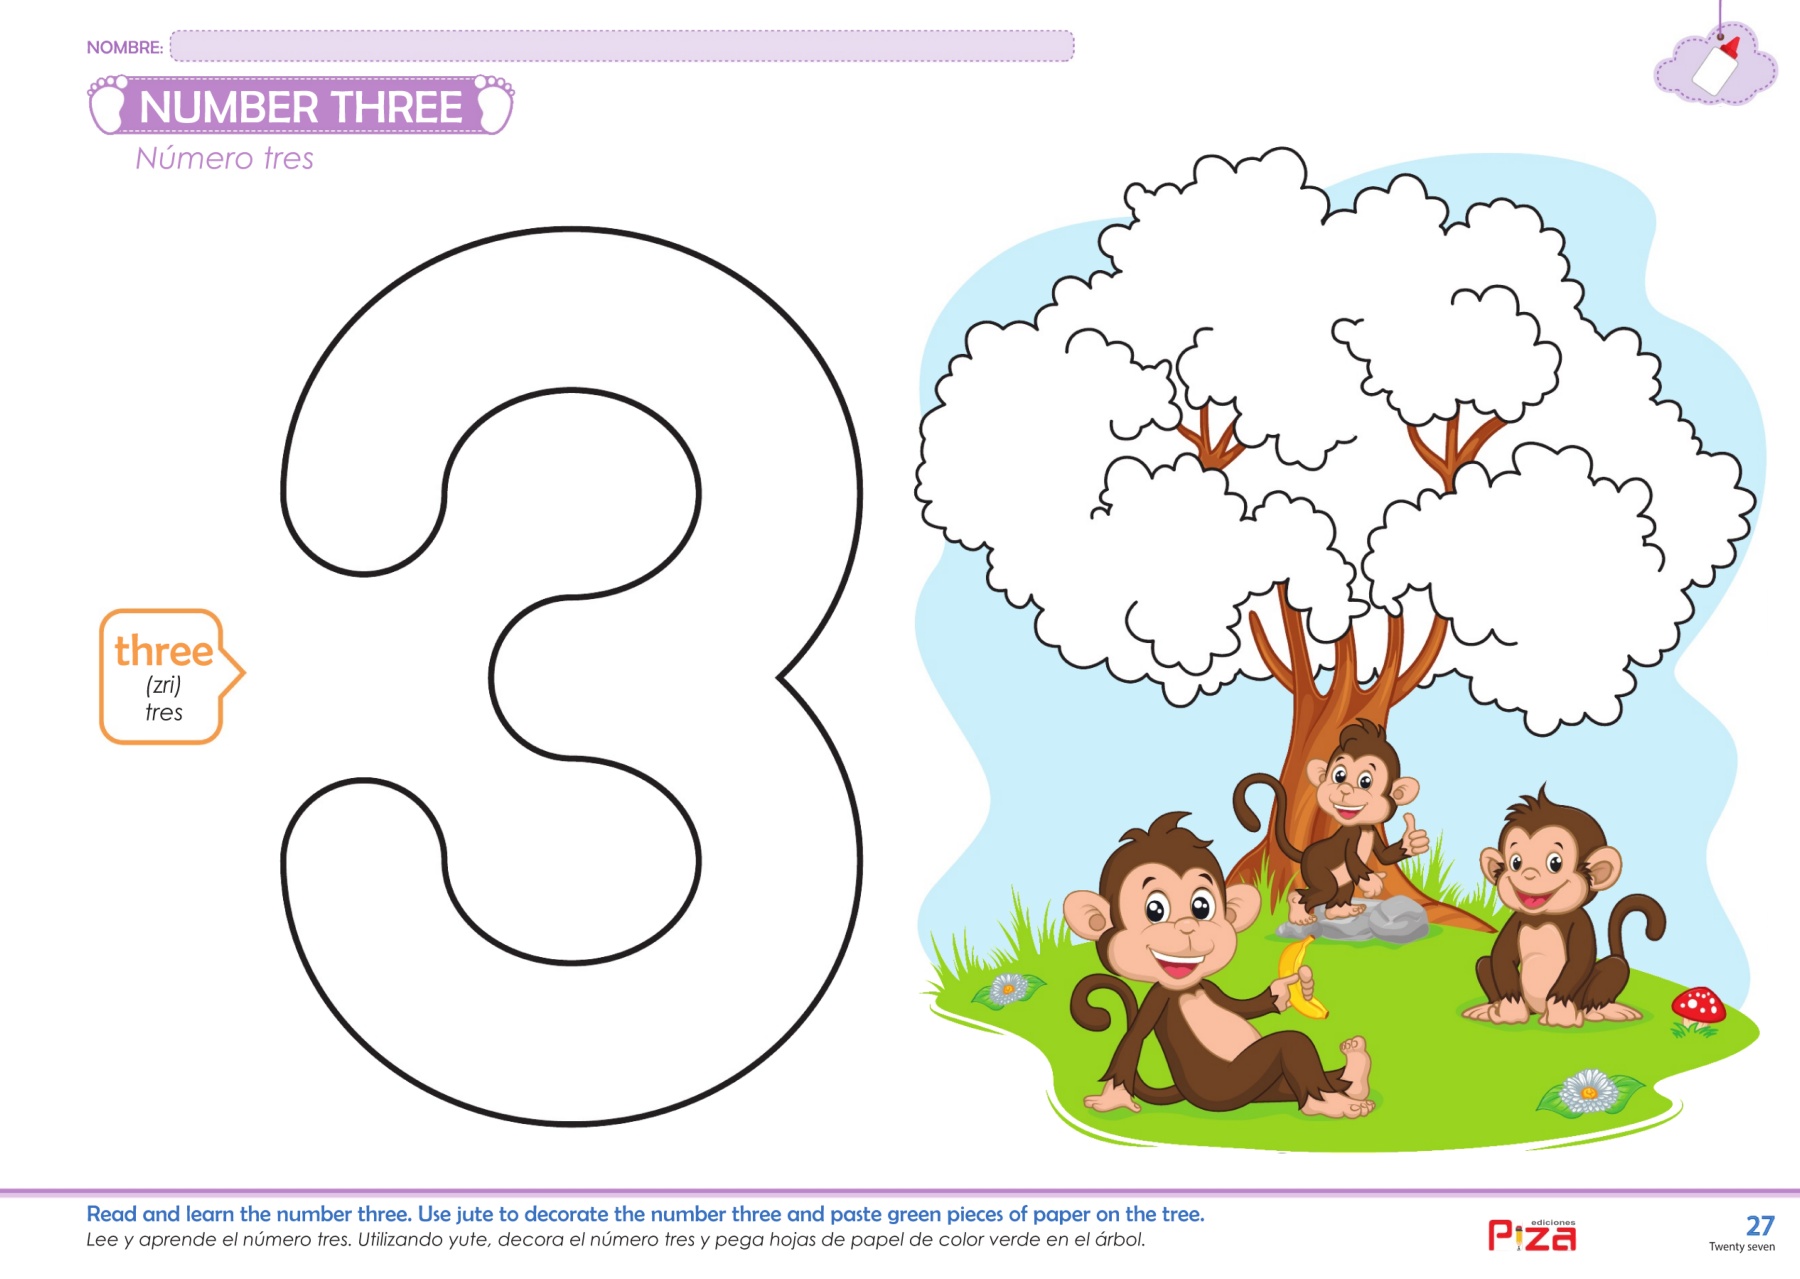 NOMBRE:
NUMBER THREE
Número tres
three
(zri)
tres
Read and learn the number three. Use jute to decorate the number three and paste green pieces of paper on the tree.
Lee y aprende el número tres. Utilizando yute, decora el número tres y pega hojas de papel de color verde en el árbol.
ediciones
Piza
27
Twenty seven